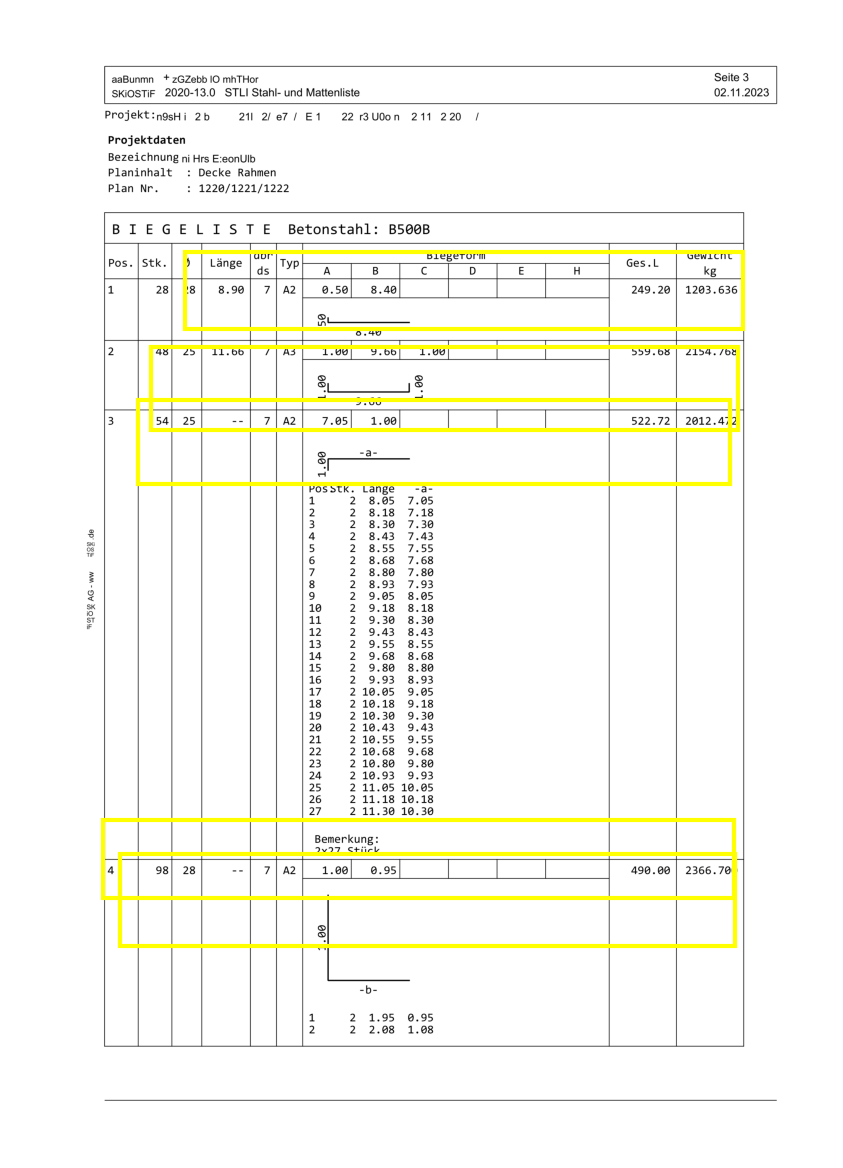 aaBunmn + zGZebb IO mhTHor Seite 3
SKiOSTiF 2020-13.0 STLI Stahl- und Mattenliste 02.11.2023
Projekt:n9sH i 2 b 21I 2/ e7 / E 1 22 r3 U0o n 2 11 2 20 /
Projektdaten
Bezeichnung ni Hrs E:eonUlb
Planinhalt : Decke Rahmen
Plan Nr. : 1220/1221/1222
B I E G E L I S T E Betonstahl: B500B
Pos. Stk. Länge dbr ds Typ Biegeform Ges.L Gewicht kg
A B C D E H
1 28 28 8.90 7 A2 0.50 8.40 249.20 1203.636
50
8.40
2 48 25 11.66 7 A3 1.00 9.66 1.00 559.68 2154.768
1.00 1.00
9.66
3 54 25 -- 7 A2 7.05 1.00 522.72 2012.472
1.00 -a-
Pos Stk. Länge -a-
1 2 8.05 7.05
2 2 8.18 7.18
3 2 8.30 7.30
4 2 8.43 7.43
5 2 8.55 7.55
6 2 8.68 7.68
7 2 8.80 7.80
8 2 8.93 7.93
9 2 9.05 8.05
10 2 9.18 8.18
11 2 9.30 8.30
12 2 9.43 8.43
13 2 9.55 8.55
14 2 9.68 8.68
15 2 9.80 8.80
16 2 9.93 8.93
17 2 10.05 9.05
18 2 10.18 9.18
19 2 10.30 9.30
20 2 10.43 9.43
21 2 10.55 9.55
22 2 10.68 9.68
23 2 10.80 9.80
24 2 10.93 9.93
25 2 11.05 10.05
26 2 11.18 10.18
27 2 11.30 10.30
Bemerkung:
2x27 Stück
4 98 28 -- 7 A2 1.00 0.95 490.00 2366.700
1.00
-b-
1 2 1.95 0.95
2 2 2.08 1.08
AG - ww .de